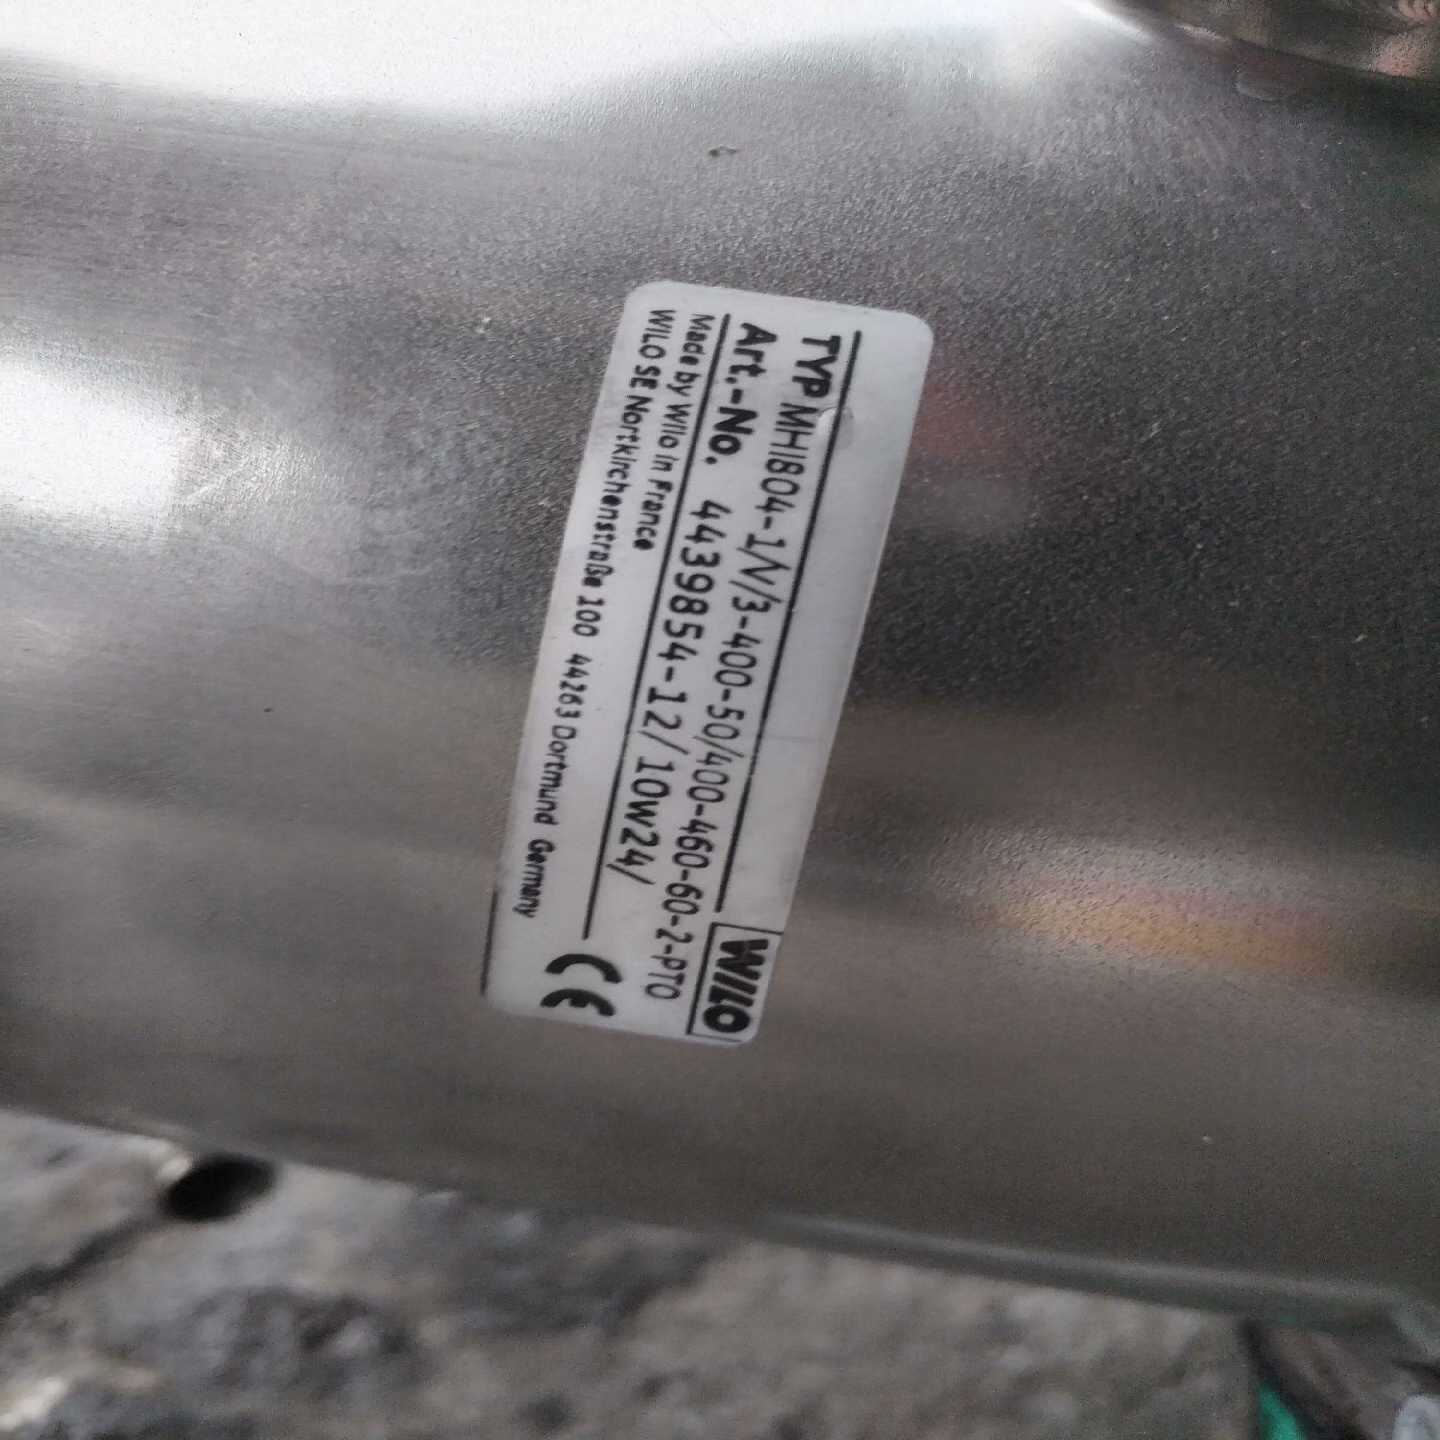 TYP MHI804-1/V/3-400-50/400-460-60-2-PTO
Art.-No. 4439854-12/10w24/
Made by Wilo in France
WILO SE Nortkirchenstraße 100 44263 Dortmund Germany
WILO
CE